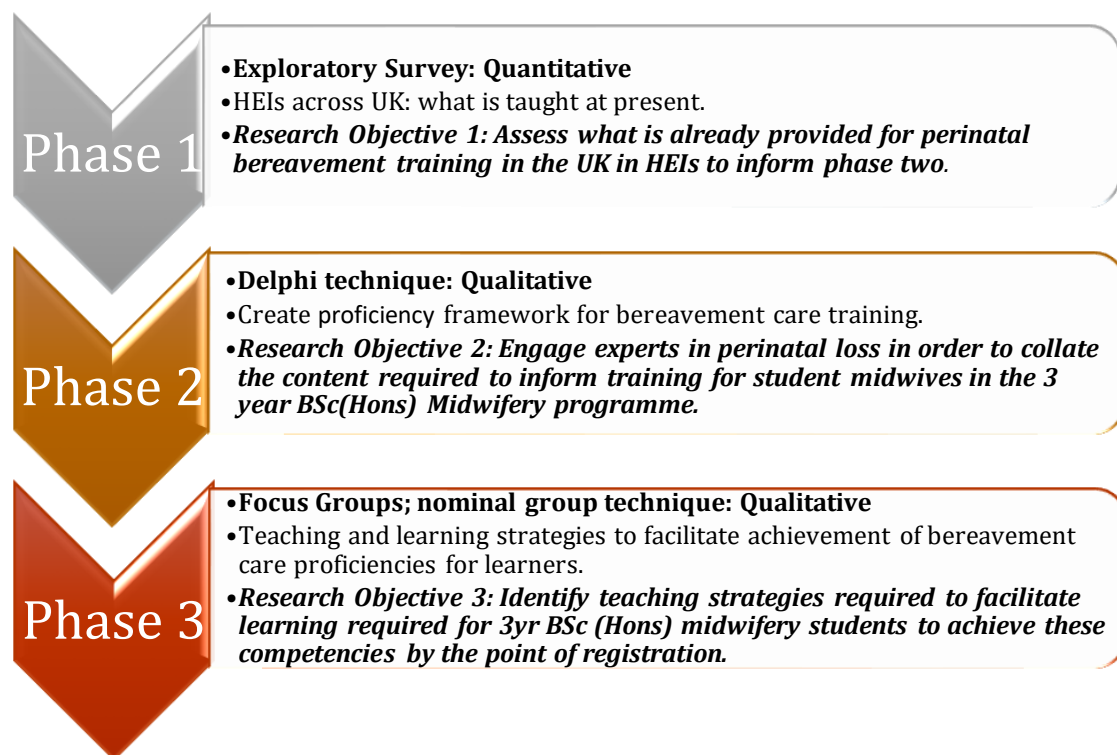 Phase 1
•Exploratory Survey: Quantitative
•HEIs across UK: what is taught at present.
•Research Objective 1: Assess what is already provided for perinatal
bereavement training in the UK in HEIs to inform phase two.
Phase 2
•Delphi technique: Qualitative
•Create proficiency framework for bereavement care training.
•Research Objective 2: Engage experts in perinatal loss in order to collate
the content required to inform training for student midwives in the 3
year BSc(Hons) Midwifery programme.
Phase 3
•Focus Groups; nominal group technique: Qualitative
•Teaching and learning strategies to facilitate achievement of bereavement
care proficiencies for learners.
•Research Objective 3: Identify teaching strategies required to facilitate
learning required for 3yr BSc (Hons) midwifery students to achieve these
competencies by the point of registration.